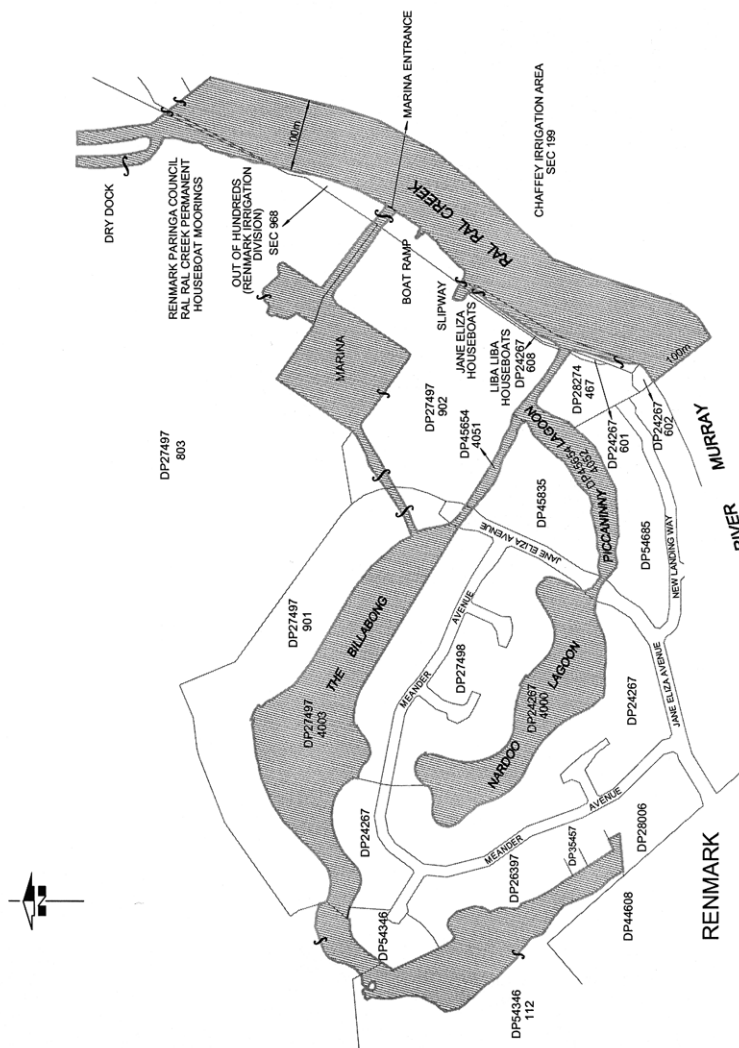 DRY DOCK
RENMARK PARINGA COUNCIL
RAL RAL CREEK PERMANENT
HOUSEBOAT MOORINGS
OUT OF HUNDREDS
(RENMARK IRRIGATION
DIVISION)
SEC 968
MARINA ENTRANCE
100m
RAL RAL CREEK
CHAFFEY IRRIGATION AREA
SEC 199
BOAT RAMP
SLIPWAY
JANE ELIZA
HOUSEBOATS
LIBA LIBA
HOUSEBOATS
DP24267
608
MARINA
DP27497
803
DP27497
902
DP45654
4051
DP28274
467
100m
DP24267
601
DP24267
602
MURRAY
RIVER
PICCANINNY LAGOON
DP45654
4052
DP45835
DP54685
NEW LANDING WAY
JANE ELIZA AVENUE
JANE ELIZA AVENUE
DP27497
901
THE BILLABONG
DP27497
4003
MEANDER AVENUE
DP27498
NARDOO LAGOON
DP24267
4000
DP24267
DP24267
MEANDER AVENUE
DP54346
DP26397
DP35457
DP28006
DP44608
DP54346
112
RENMARK
N